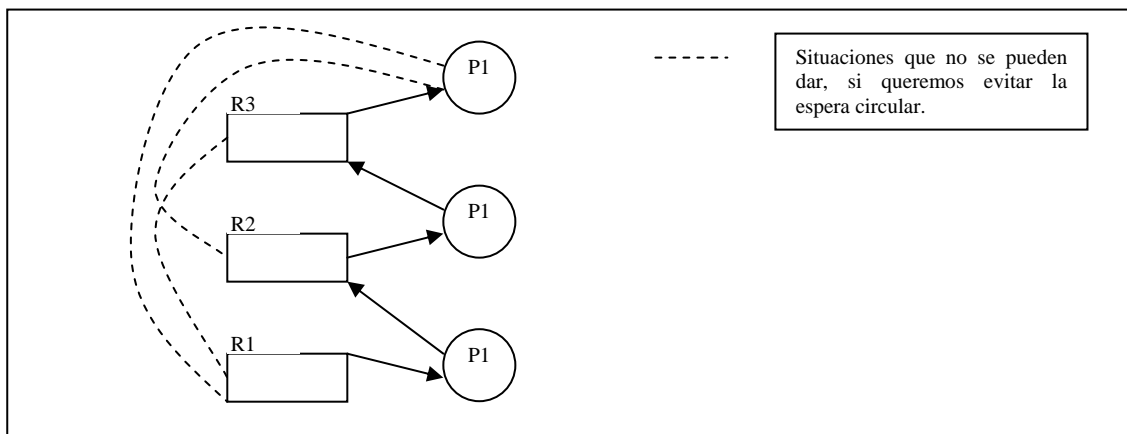 P1
Situaciones que no se pueden
dar, si queremos evitar la
espera circular.
R3
P1
R2
R1
P1